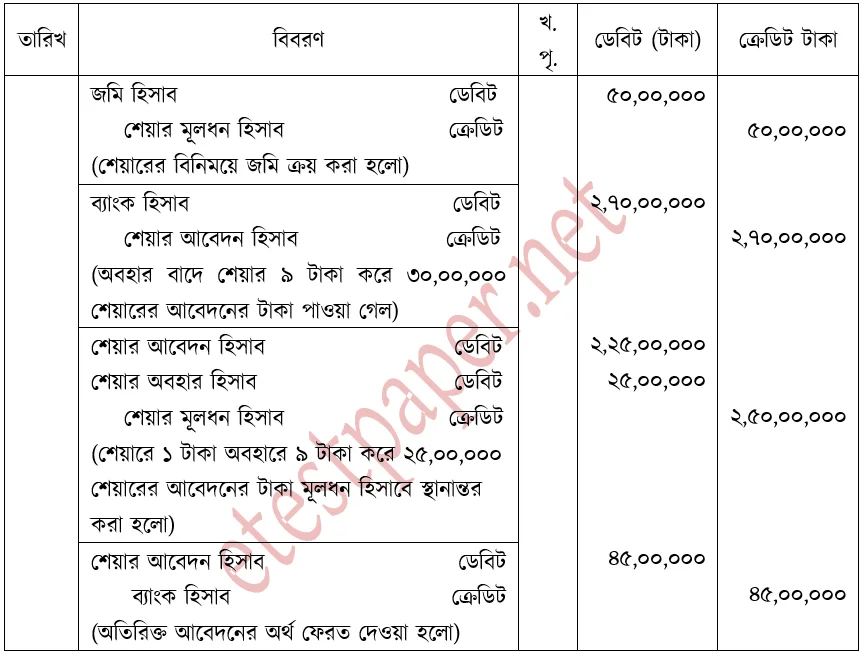 তারিখ বিবরণ খ. পৃ. ডেবিট (টাকা) ক্রেডিট টাকা
জমি হিসাব ডেবিট ৫০,০০,০০০
শেয়ার মূলধন হিসাব ক্রেডিট ৫০,০০,০০০
(শেয়ারের বিনিময়ে জমি ক্রয় করা হলো)
ব্যাংক হিসাব ডেবিট ২,৭০,০০,০০০
শেয়ার আবেদন হিসাব ক্রেডিট ২,৭০,০০,০০০
(অবহার বাদে শেয়ার ৯ টাকা করে ৩০,০০,০০০
শেয়ারের আবেদনের টাকা পাওয়া গেল)
শেয়ার আবেদন হিসাব ডেবিট ২,২৫,০০,০০০
শেয়ার অবহার হিসাব ডেবিট ২৫,০০,০০০
শেয়ার মূলধন হিসাব ক্রেডিট ২,৫০,০০,০০০
(শেয়ারে ১ টাকা অবহারে ৯ টাকা করে ২৫,০০,০০০
শেয়ারের আবেদনের টাকা মূলধন হিসাবে স্থানান্তর
করা হলো)
শেয়ার আবেদন হিসাব ডেবিট ৪৫,০০,০০০
ব্যাংক হিসাব ক্রেডিট ৪৫,০০,০০০
(অতিরিক্ত আবেদনের অর্থ ফেরত দেওয়া হলো)
etestpaper.net